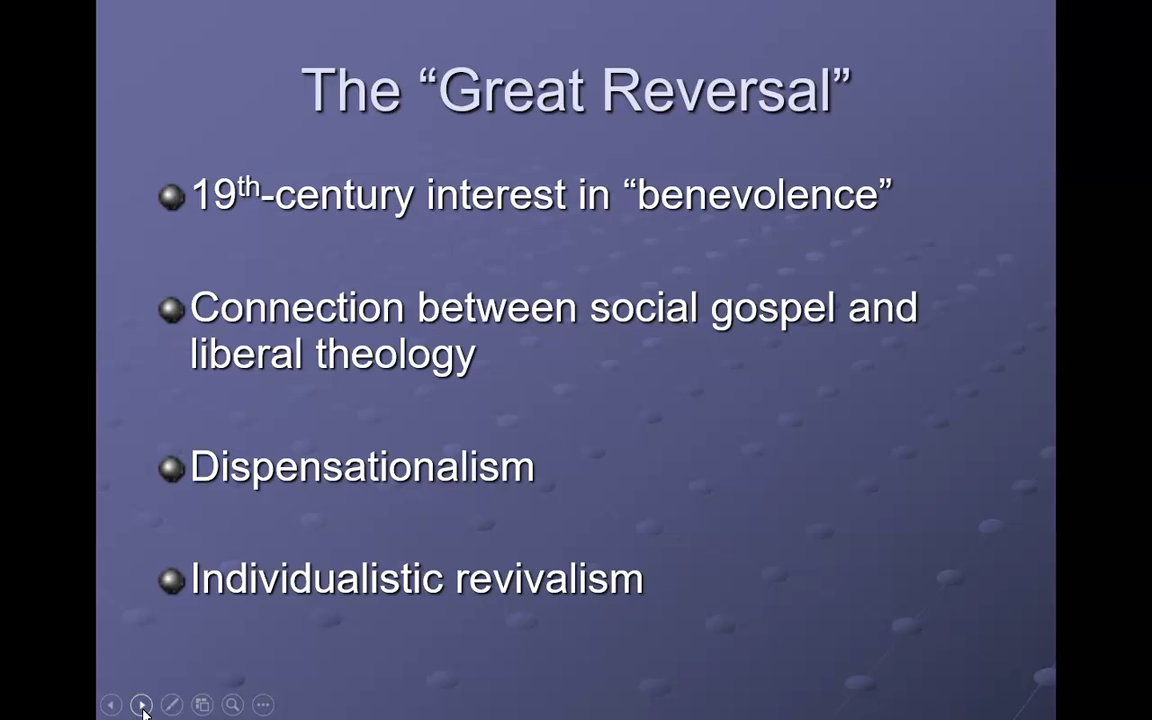 The “Great Reversal”
19th-century interest in “benevolence”
Connection between social gospel and
liberal theology
Dispensationalism
Individualistic revivalism